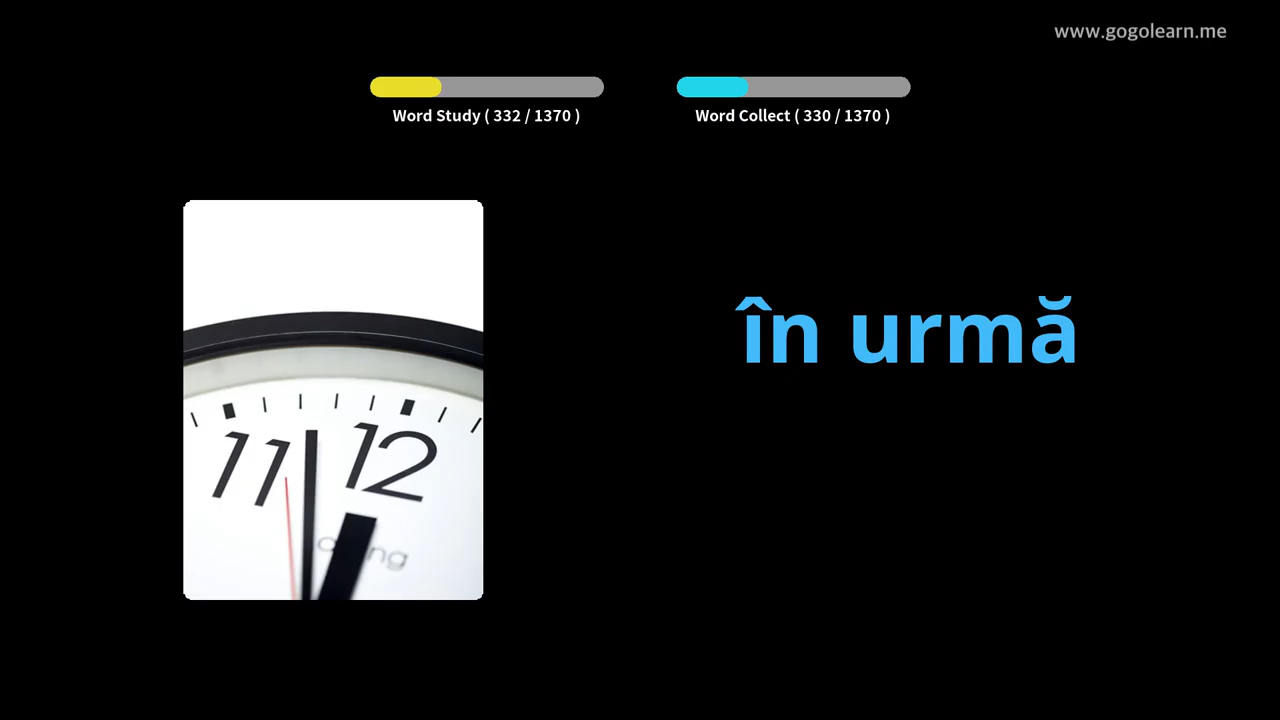 www.gogolearn.me
Word Study ( 332 / 1370 )
Word Collect ( 330 / 1370 )
în urmă
11
12